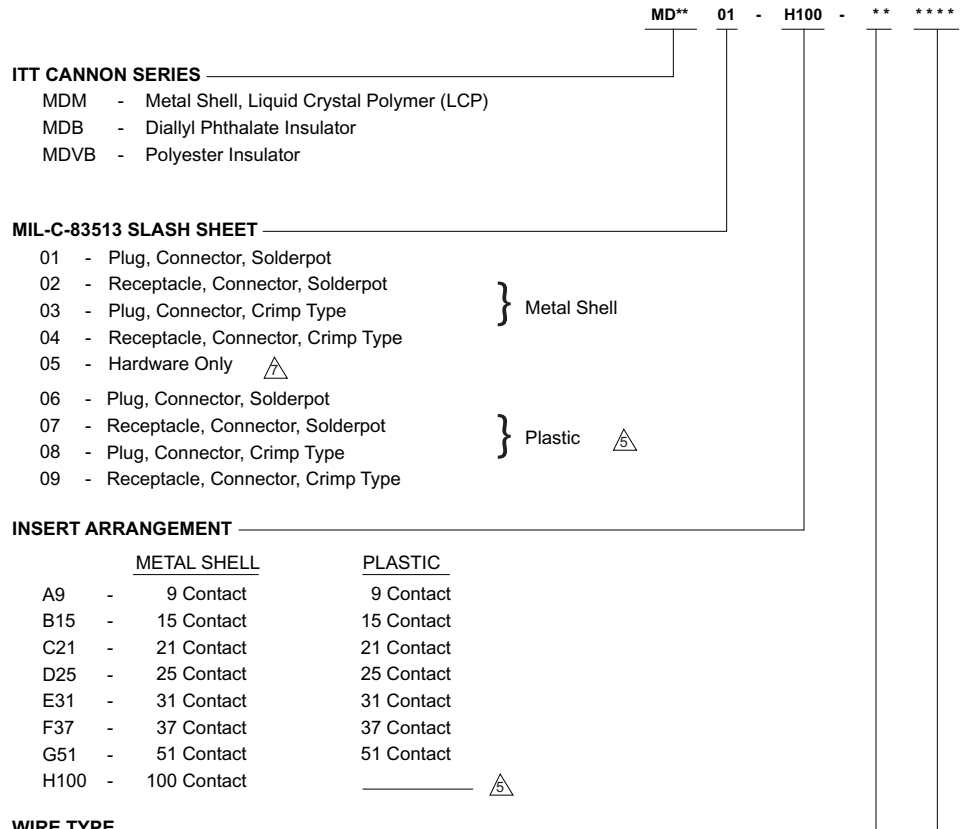 MD** 01 - H100 - ** ****
ITT CANNON SERIES
MDM - Metal Shell, Liquid Crystal Polymer (LCP)
MDB - Diallyl Phthalate Insulator
MDVB - Polyester Insulator
MIL-C-83513 SLASH SHEET
01 - Plug, Connector, Solderpot
02 - Receptacle, Connector, Solderpot
03 - Plug, Connector, Crimp Type } Metal Shell
04 - Receptacle, Connector, Crimp Type
05 - Hardware Only 7
06 - Plug, Connector, Solderpot
07 - Receptacle, Connector, Solderpot
08 - Plug, Connector, Crimp Type } Plastic 5
09 - Receptacle, Connector, Crimp Type
INSERT ARRANGEMENT
METAL SHELL PLASTIC
A9 - 9 Contact 9 Contact
B15 - 15 Contact 15 Contact
C21 - 21 Contact 21 Contact
D25 - 25 Contact 25 Contact
E31 - 31 Contact 31 Contact
F37 - 37 Contact 37 Contact
G51 - 51 Contact 51 Contact
H100 - 100 Contact 5
WIRE TYPE